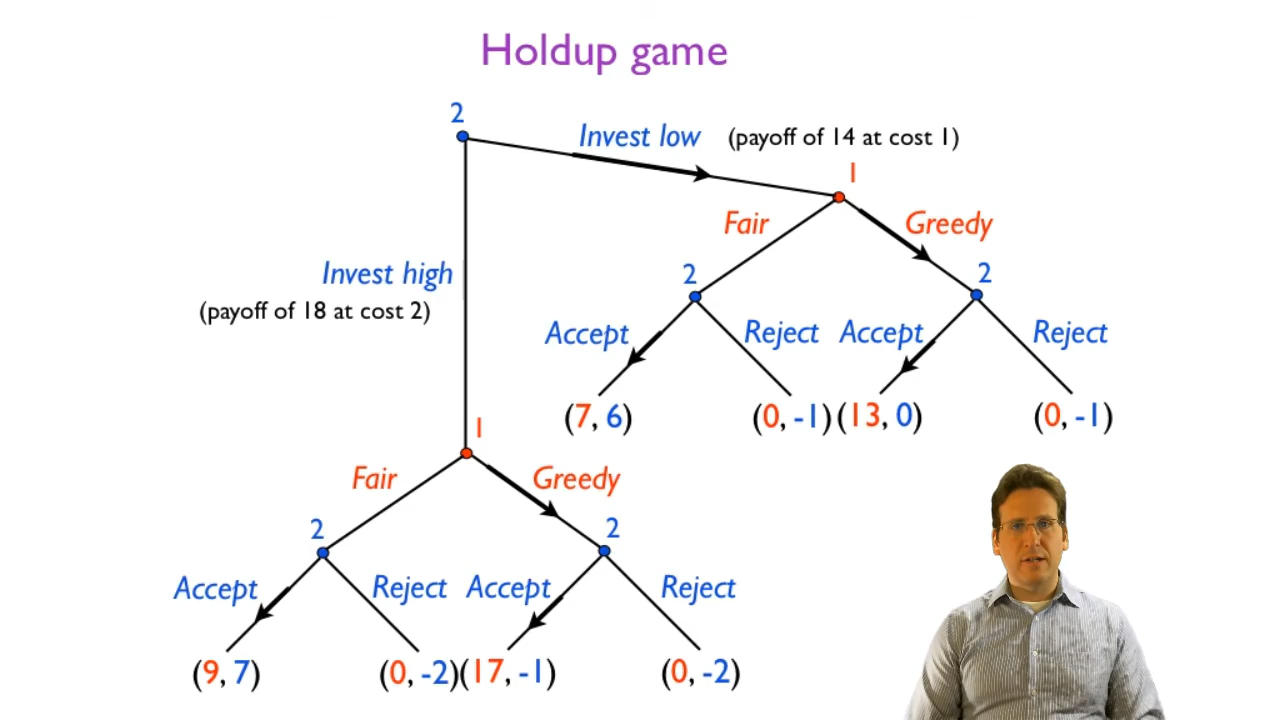 Holdup game
2
Invest low (payoff of 14 at cost 1)
1
Fair Greedy
2 2
Invest high
(payoff of 18 at cost 2)
Accept Reject Accept Reject
(7, 6) (0, -1) (13, 0) (0, -1)
1
Fair Greedy
2 2
Accept Reject Accept Reject
(9, 7) (0, -2) (17, -1) (0, -2)